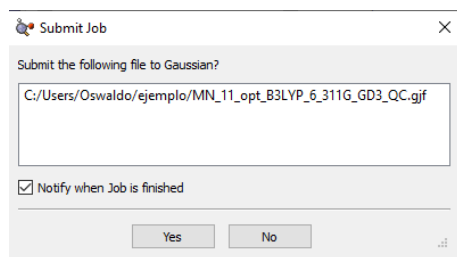 Submit Job
Submit the following file to Gaussian?
C:/Users/Oswaldo/ejemplo/MN_11_opt_B3LYP_6_311G_GD3_QC.gjf
Notify when Job is finished
Yes No